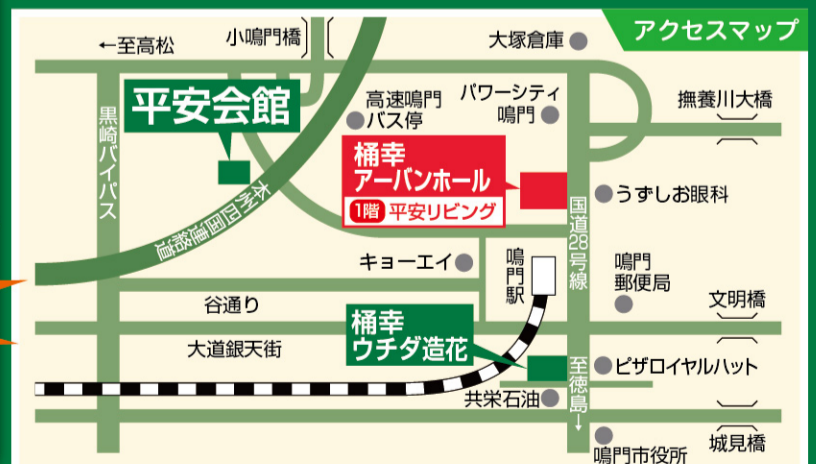 アクセスマップ
←至高松
小鳴門橋
大塚倉庫
黒崎バイパス
平安会館
高速鳴門
バス停
パワーシティ
鳴門
撫養川大橋
桶幸
アーバンホール
1階 平安リビング
本州四国連絡道
国道28号線
うずしお眼科
キョーエイ
鳴門駅
鳴門
郵便局
谷通り
文明橋
大道銀天街
桶幸
ウチダ造花
至徳島→
ピザロイヤルハット
共栄石油
鳴門市役所
城見橋